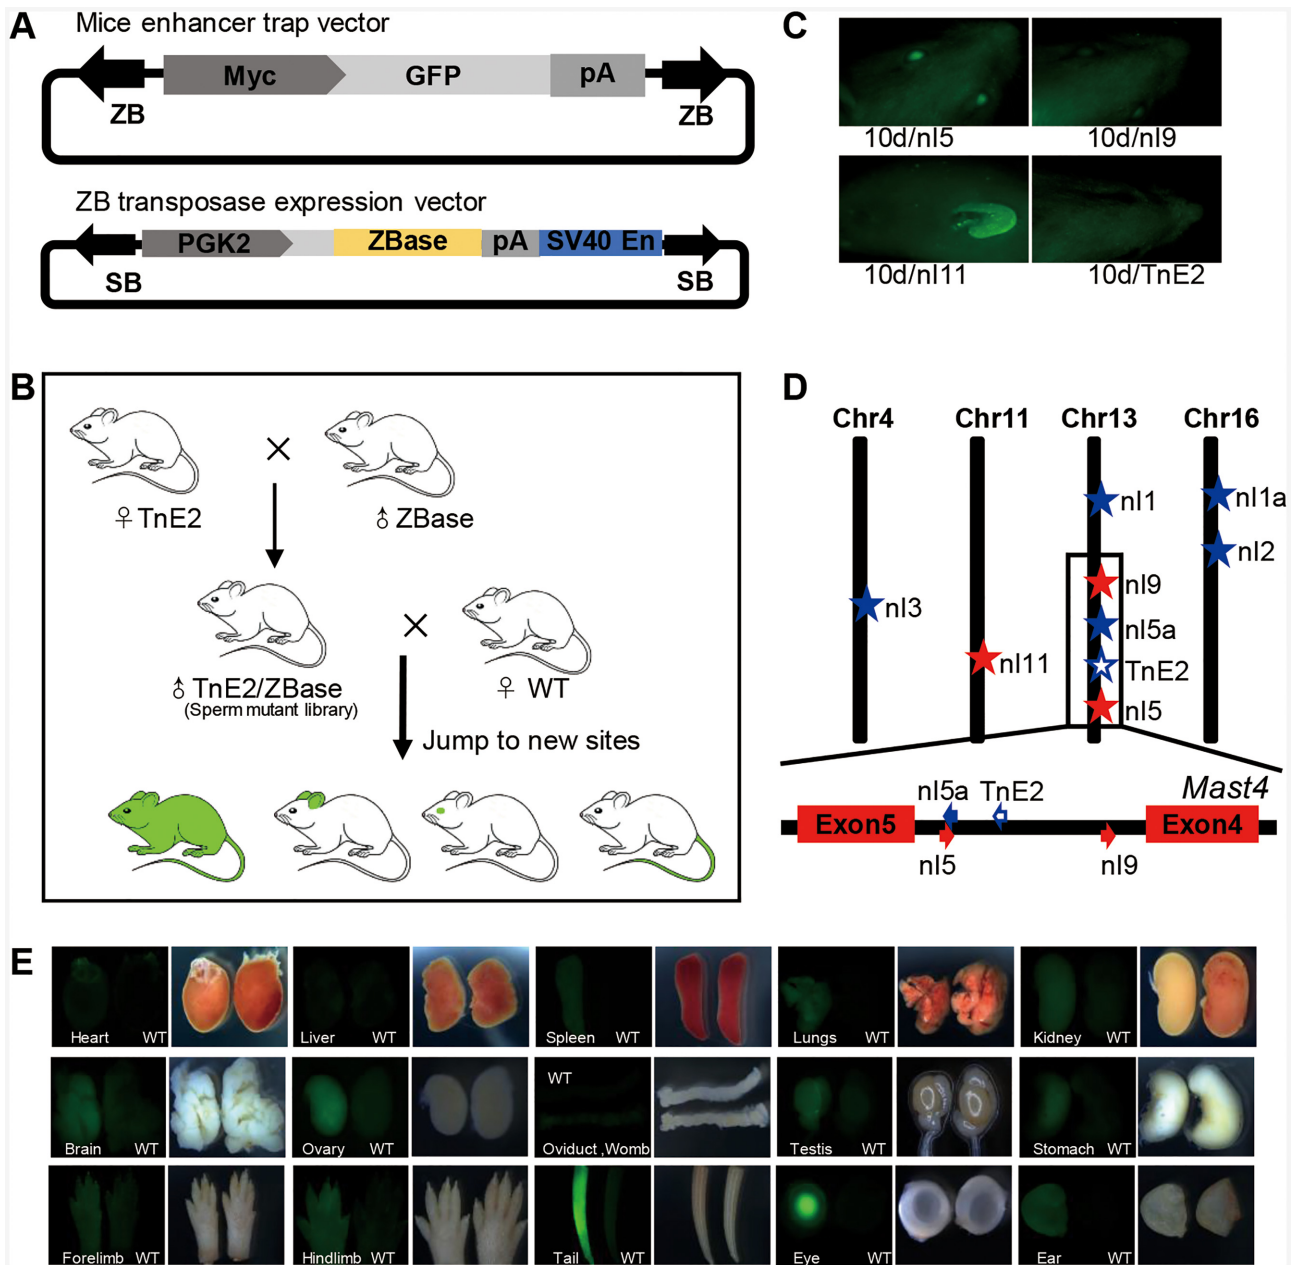 A
Mice enhancer trap vector
Myc GFP pA
ZB ZB
ZB transposase expression vector
PGK2 ZBase pA SV40 En
SB SB
B
♀ TnE2 × ♂ ZBase
♂ TnE2/ZBase × ♀ WT
(Sperm mutant library)
Jump to new sites
C
10d/nl5 10d/nl9
10d/nl11 10d/TnE2
D
Chr4 Chr11 Chr13 Chr16
nl1 nl1a
nl2
nl9
nl3 nl5a
nl11 TnE2
nl5
Mast4
nl5a TnE2
Exon5 Exon4
nl5 nl9
E
Heart WT Liver WT Spleen WT Lungs WT Kidney WT
WT
Brain WT Ovary WT Oviduct ,Womb Testis WT Stomach WT
Forelimb WT Hindlimb WT Tail WT Eye WT Ear WT